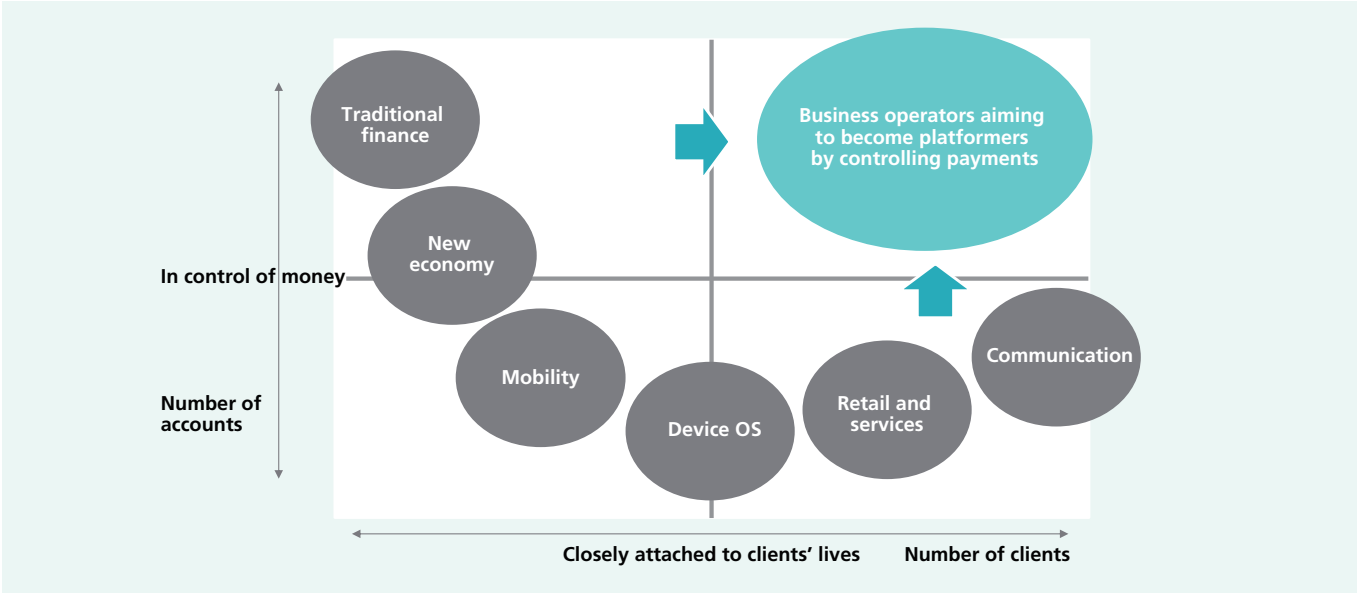 Traditional
finance
Business operators aiming
to become platformers
by controlling payments
New
economy
In control of money
Mobility
Communication
Number of
accounts
Device OS
Retail and
services
Closely attached to clients’ lives
Number of clients